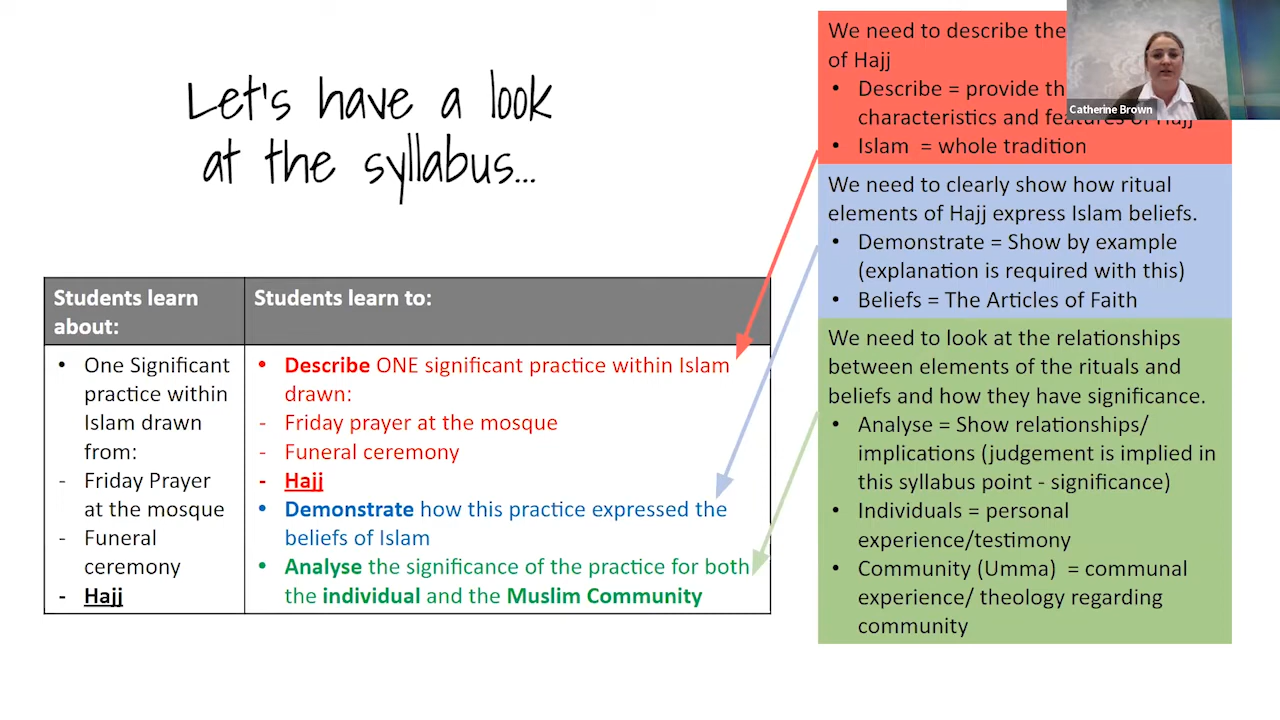 Let's have a look
at the syllabus...
Students learn
about:
Students learn to:
• One Significant
practice within
Islam drawn
from:
- Friday Prayer
at the mosque
- Funeral
ceremony
- Hajj
• Describe ONE significant practice within Islam
drawn:
- Friday prayer at the mosque
- Funeral ceremony
- Hajj
• Demonstrate how this practice expressed the
beliefs of Islam
• Analyse the significance of the practice for both
the individual and the Muslim Community
We need to describe the
of Hajj
• Describe = provide
characteristics and features of Hajj
• Islam = whole tradition
We need to clearly show how ritual
elements of Hajj express Islam beliefs.
• Demonstrate = Show by example
(explanation is required with this)
• Beliefs = The Articles of Faith
We need to look at the relationships
between elements of the rituals and
beliefs and how they have significance.
• Analyse = Show relationships/
implications (judgement is implied in
this syllabus point - significance)
• Individuals = personal
experience/testimony
• Community (Umma) = communal
experience/ theology regarding
community
Catherine Brown